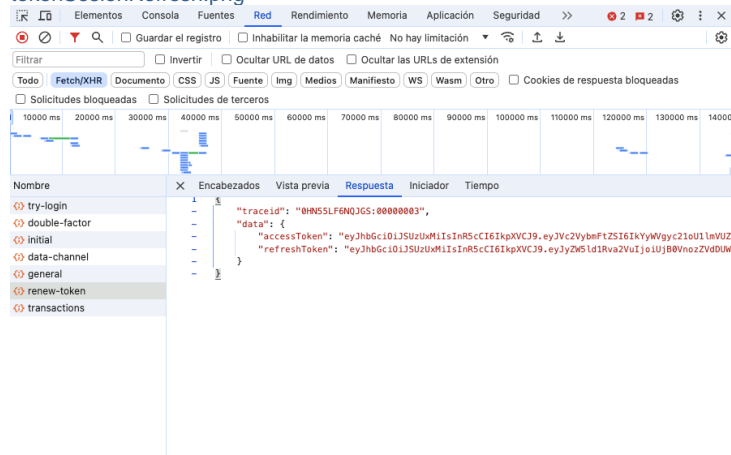 Elementos Consola Fuentes Red Rendimiento Memoria Aplicación Seguridad >> 2 2
Guardar el registro Inhabilitar la memoria caché No hay limitación
Filtrar Invertir Ocultar URL de datos Ocultar las URLs de extensión
Todo Fetch/XHR Documento CSS JS Fuente Img Medios Manifiesto WS Wasm Otro Cookies de respuesta bloqueadas
Solicitudes bloqueadas Solicitudes de terceros
10000 ms 20000 ms 30000 ms 40000 ms 50000 ms 60000 ms 70000 ms 80000 ms 90000 ms 100000 ms 110000 ms 120000 ms 130000 ms 14000
Nombre Encabezados Vista previa Respuesta Iniciador Tiempo
try-login
double-factor
initial
data-channel
general
renew-token
transactions
1 {
- "traceid": "0HN55LF6NQJGS:00000003",
- "data": {
- "accessToken": "eyJhbGciOiJSUzUxMiIsInR5cCI6IkpXVCJ9.eyJVc2VybmFtZSI6IkYyWVgyc21oU1lmVUZ
- "refreshToken": "eyJhbGciOiJSUzUxMiIsInR5cCI6IkpXVCJ9.eyJyZW5ld1Rva2VuIjoiUjB0VnozZVdDUW
- }
- }